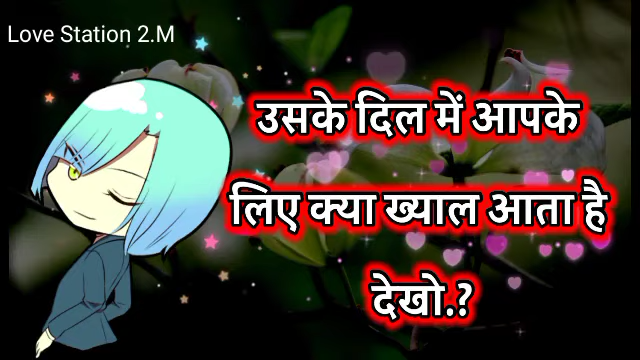 Love Station 2.M
उसके दिल में आपके
लिए क्या ख्याल आता है
देखो.?